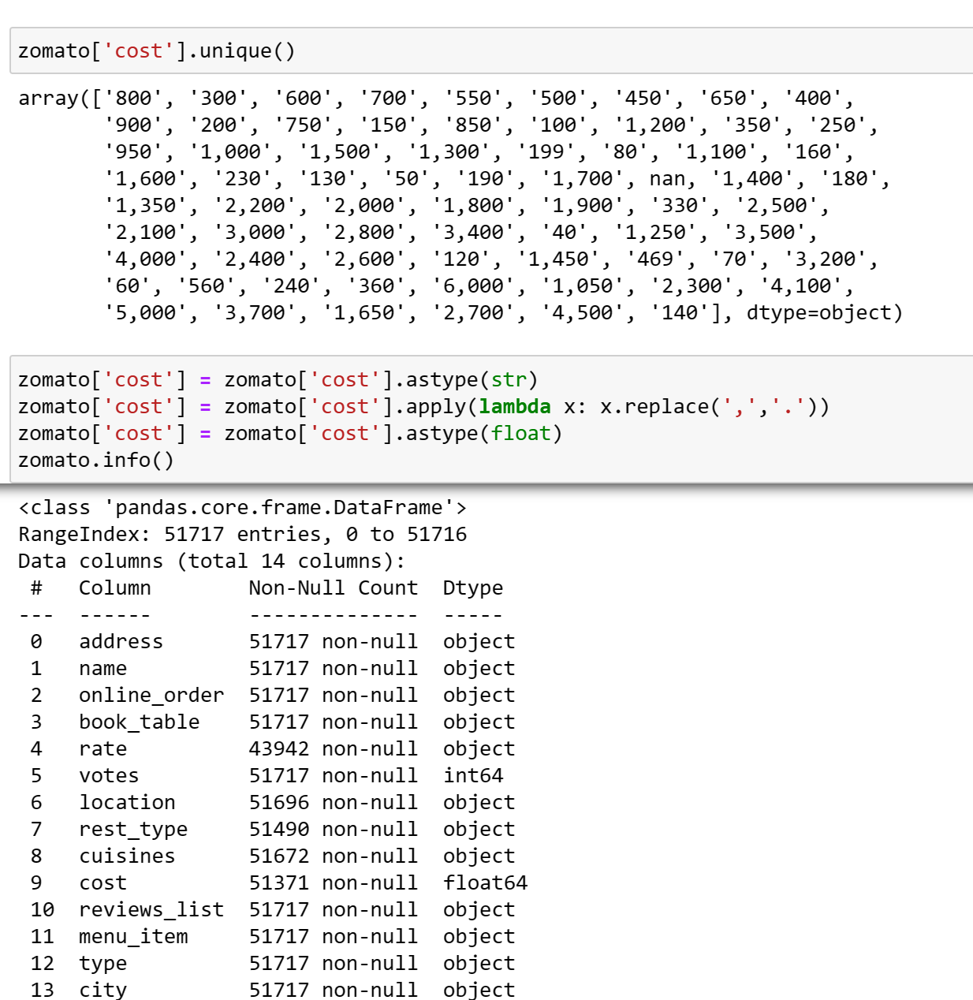 zomato['cost'].unique()
array(['800', '300', '600', '700', '550', '500', '450', '650', '400',
'900', '200', '750', '150', '850', '100', '1,200', '350', '250',
'950', '1,000', '1,500', '1,300', '199', '80', '1,100', '160',
'1,600', '230', '130', '50', '190', '1,700', nan, '1,400', '180',
'1,350', '2,200', '2,000', '1,800', '1,900', '330', '2,500',
'2,100', '3,000', '2,800', '3,400', '40', '1,250', '3,500',
'4,000', '2,400', '2,600', '120', '1,450', '469', '70', '3,200',
'60', '560', '240', '360', '6,000', '1,050', '2,300', '4,100',
'5,000', '3,700', '1,650', '2,700', '4,500', '140'], dtype=object)
zomato['cost'] = zomato['cost'].astype(str)
zomato['cost'] = zomato['cost'].apply(lambda x: x.replace(',','.'))
zomato['cost'] = zomato['cost'].astype(float)
zomato.info()
<class 'pandas.core.frame.DataFrame'>
RangeIndex: 51717 entries, 0 to 51716
Data columns (total 14 columns):
# Column Non-Null Count Dtype
--- ------ -------------- -----
0 address 51717 non-null object
1 name 51717 non-null object
2 online_order 51717 non-null object
3 book_table 51717 non-null object
4 rate 43942 non-null object
5 votes 51717 non-null int64
6 location 51696 non-null object
7 rest_type 51490 non-null object
8 cuisines 51672 non-null object
9 cost 51371 non-null float64
10 reviews_list 51717 non-null object
11 menu_item 51717 non-null object
12 type 51717 non-null object
13 city 51717 non-null object